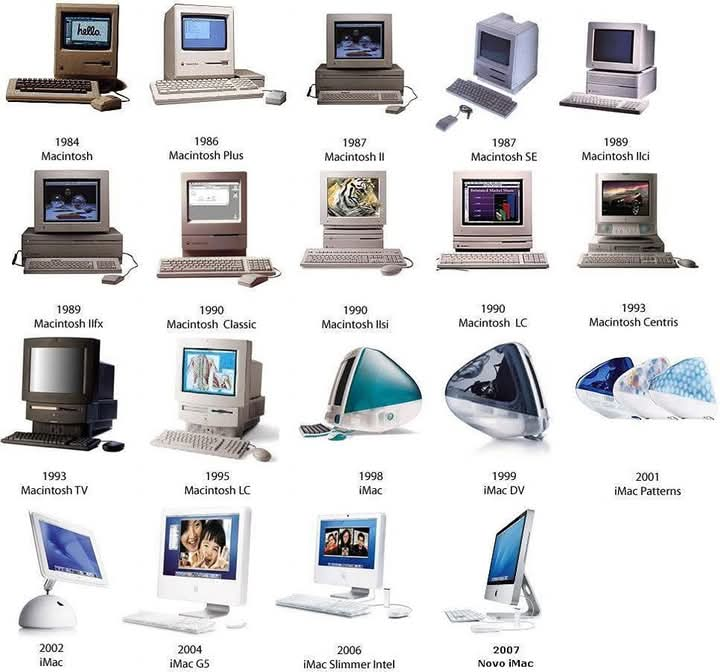 hello.
1984
Macintosh
1986
Macintosh Plus
1987
Macintosh II
1987
Macintosh SE
1989
Macintosh IIci
1989
Macintosh IIfx
1990
Macintosh Classic
1990
Macintosh IIsi
1990
Macintosh LC
1993
Macintosh Centris
1993
Macintosh TV
1995
Macintosh LC
1998
iMac
1999
iMac DV
2001
iMac Patterns
2002
iMac
2004
iMac G5
2006
iMac Slimmer Intel
2007
Novo iMac